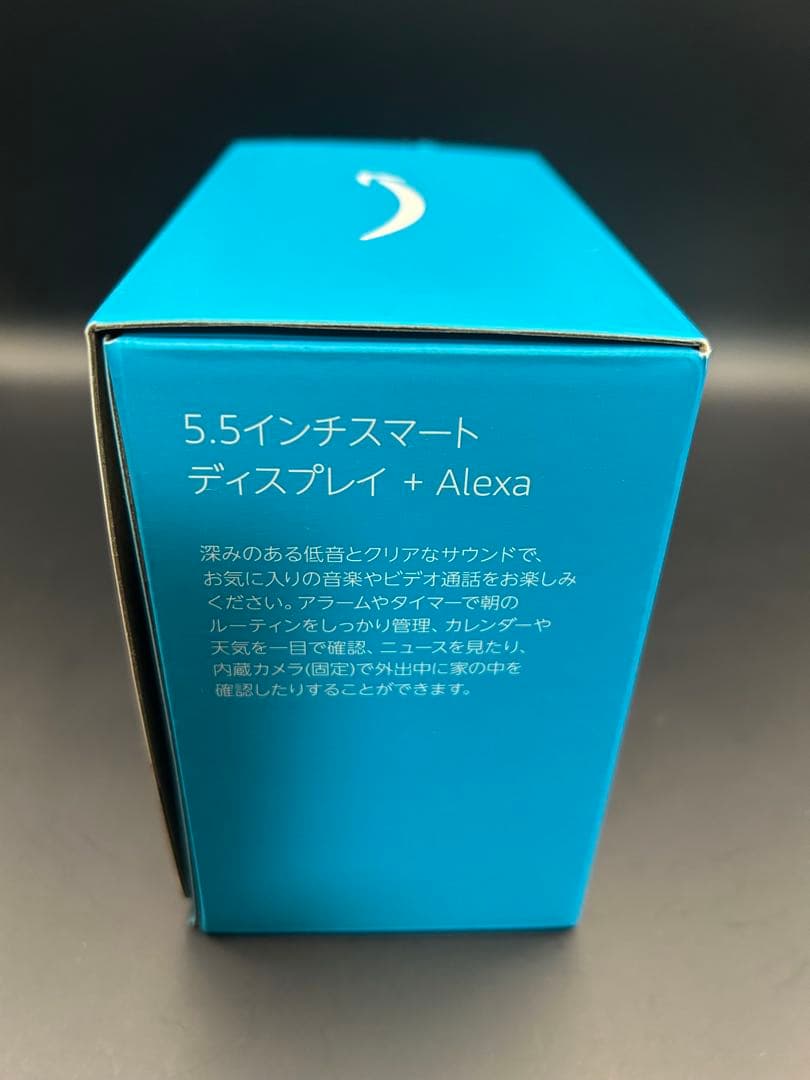 5.5インチスマート
ディスプレイ + Alexa
深みのある低音とクリアなサウンドで、
お気に入りの音楽やビデオ通話をお楽しみ
ください。アラームやタイマーで朝の
ルーティンをしっかり管理、カレンダーや
天気を一目で確認、ニュースを見たり、
内蔵カメラ(固定)で外出中に家の中を
確認したりすることができます。